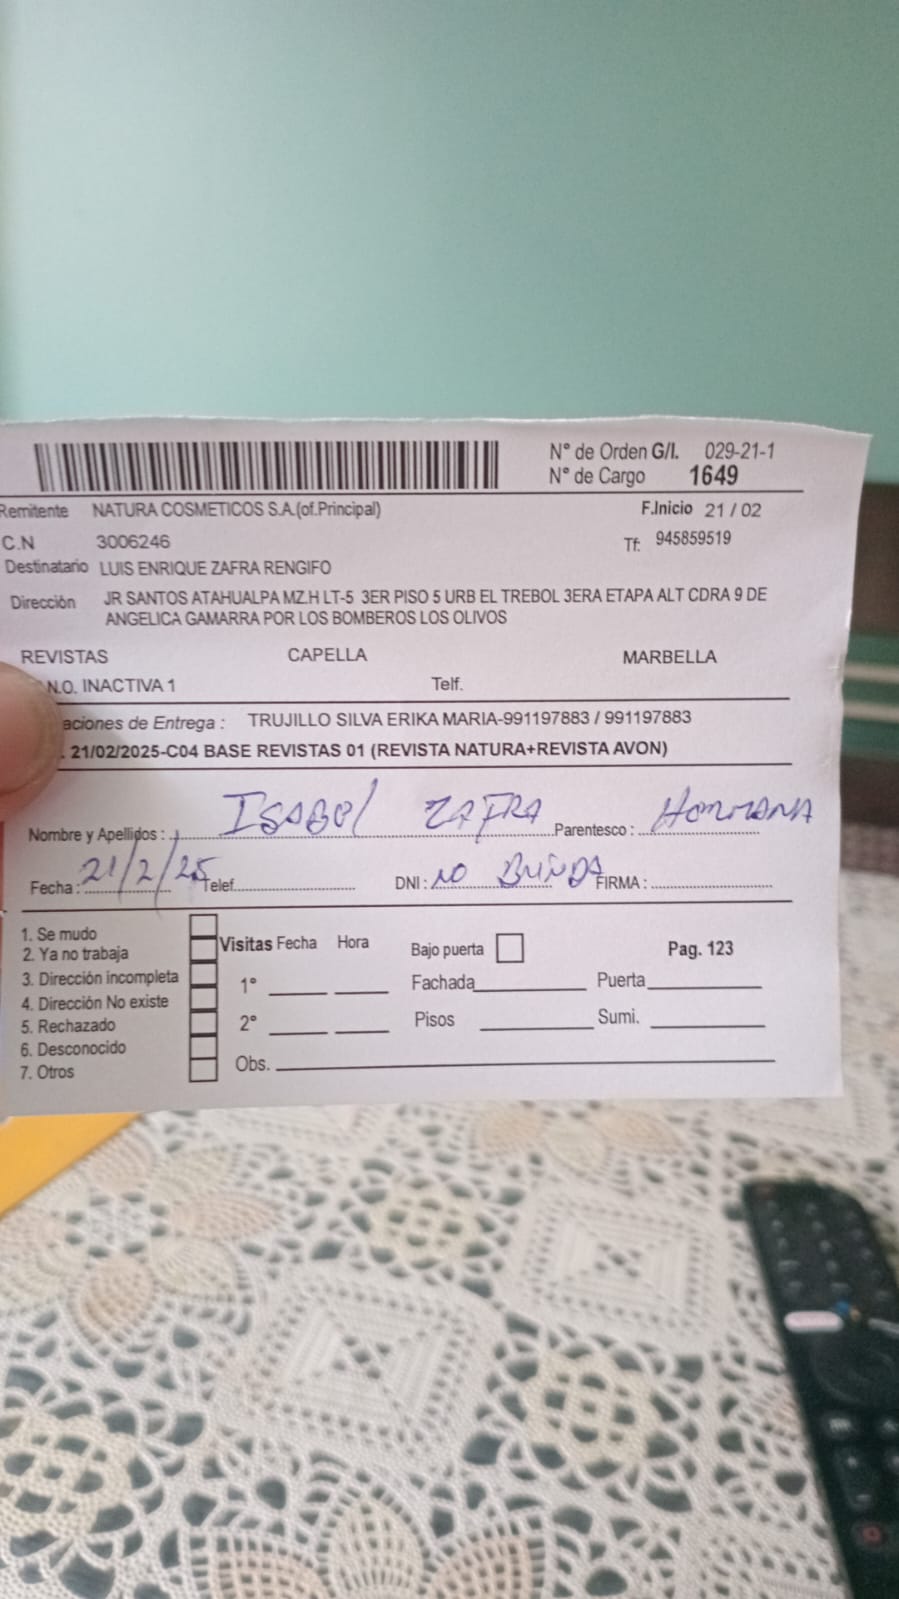 N° de Orden G/I. 029-21-1
N° de Cargo 1649
Remitente NATURA COSMETICOS S.A.(of.Principal) F.Inicio 21 / 02
C.N 3006246 Tf: 945859519
Destinatario LUIS ENRIQUE ZAFRA RENGIFO
Dirección JR SANTOS ATAHUALPA MZ.H LT-5 3ER PISO 5 URB EL TREBOL 3ERA ETAPA ALT CDRA 9 DE
ANGELICA GAMARRA POR LOS BOMBEROS LOS OLIVOS
REVISTAS CAPELLA MARBELLA
N.O. INACTIVA 1 Telf.
aciones de Entrega : TRUJILLO SILVA ERIKA MARIA-991197883 / 991197883
. 21/02/2025-C04 BASE REVISTAS 01 (REVISTA NATURA+REVISTA AVON)
Nombre y Apellidos : ISABEL ZAFRA Parentesco : HERMANA
Fecha : 21/2/25 Telef. DNI : NO BRINDA FIRMA :
1. Se mudo
2. Ya no trabaja
3. Dirección incompleta
4. Dirección No existe
5. Rechazado
6. Desconocido
7. Otros
Visitas Fecha Hora Bajo puerta Pag. 123
1° Fachada Puerta
2° Pisos Sumi.
Obs.